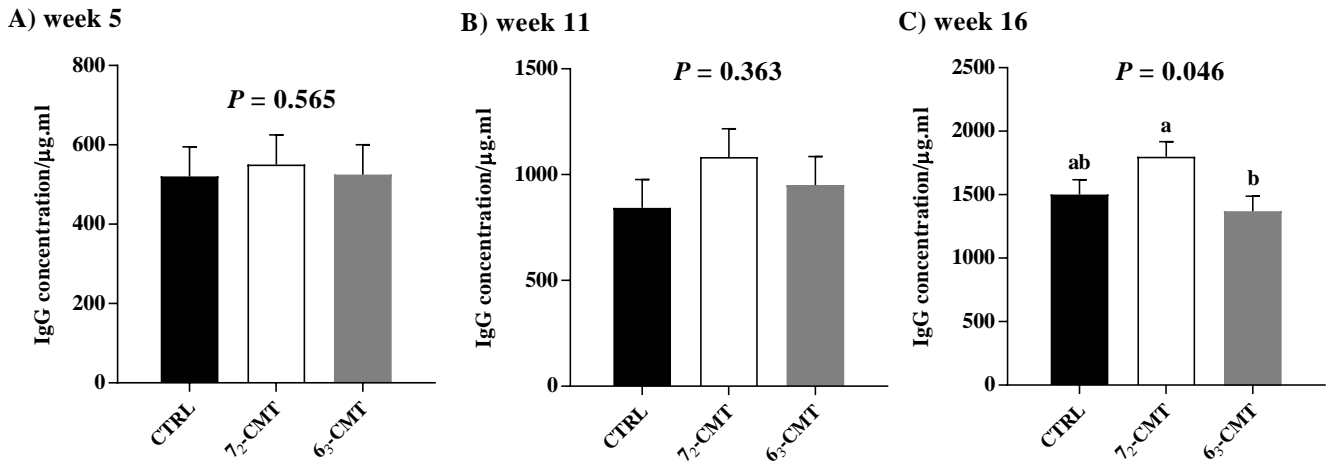 A) week 5
IgG concentration/µg.ml
800
600
400
200
0
P = 0.565
CTRL
7₂-CMT
6₃-CMT
B) week 11
IgG concentration/µg.ml
1500
1000
500
0
P = 0.363
CTRL
7₂-CMT
6₃-CMT
C) week 16
IgG concentration/µg.ml
2500
2000
1500
1000
500
0
P = 0.046
ab
a
b
CTRL
7₂-CMT
6₃-CMT